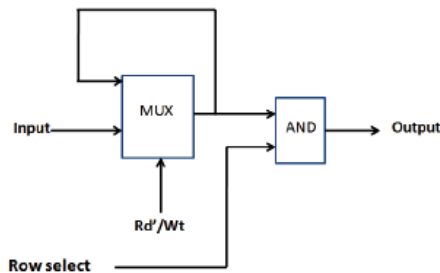 MUX
Input
AND
Output
Rd'/Wt
Row select